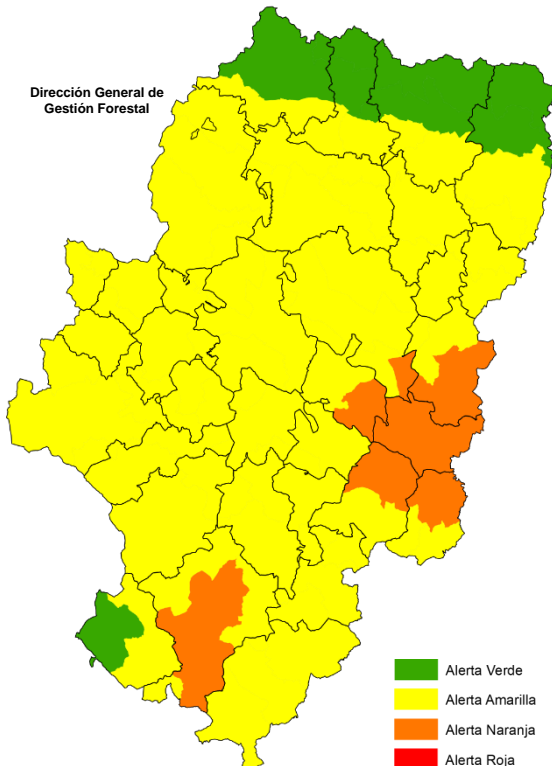 Dirección General de
Gestión Forestal
Alerta Verde
Alerta Amarilla
Alerta Naranja
Alerta Roja